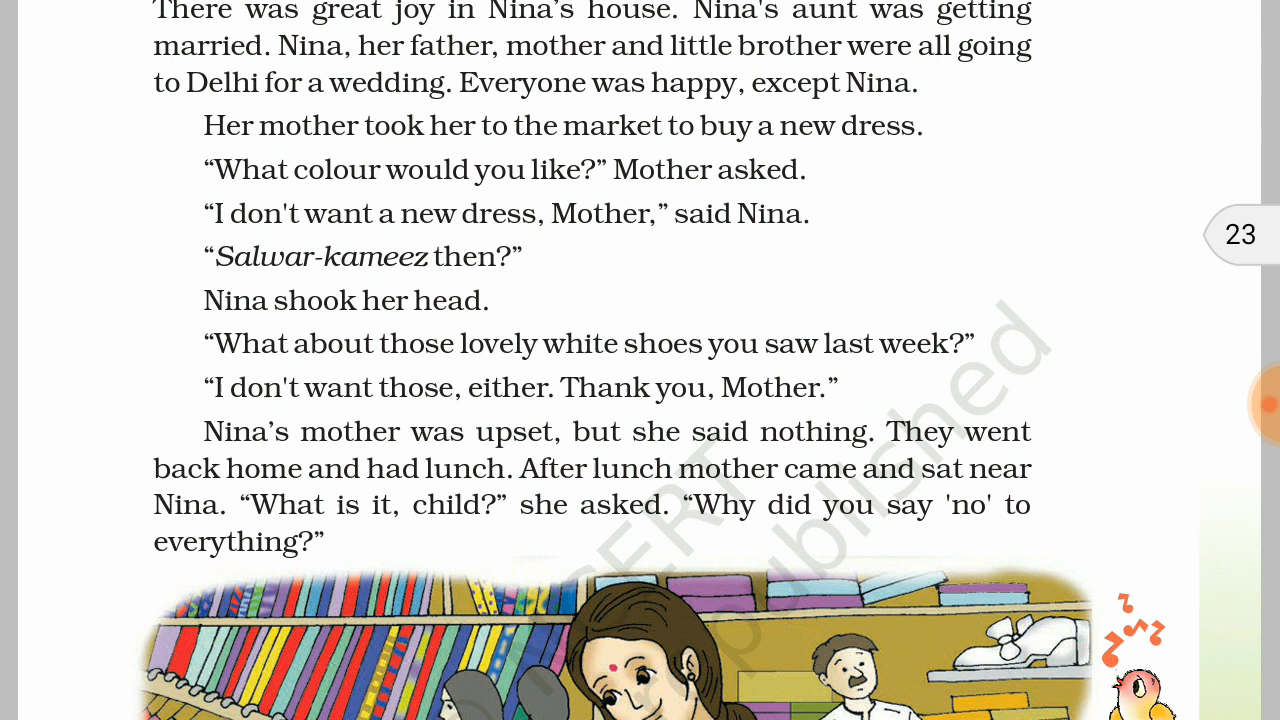 There was great joy in Nina’s house. Nina's aunt was getting
married. Nina, her father, mother and little brother were all going
to Delhi for a wedding. Everyone was happy, except Nina.
Her mother took her to the market to buy a new dress.
“What colour would you like?” Mother asked.
“I don't want a new dress, Mother,” said Nina.
“Salwar-kameez then?”
23
Nina shook her head.
“What about those lovely white shoes you saw last week?”
“I don't want those, either. Thank you, Mother.”
Nina’s mother was upset, but she said nothing. They went
back home and had lunch. After lunch mother came and sat near
Nina. “What is it, child?” she asked. “Why did you say 'no' to
everything?”
published